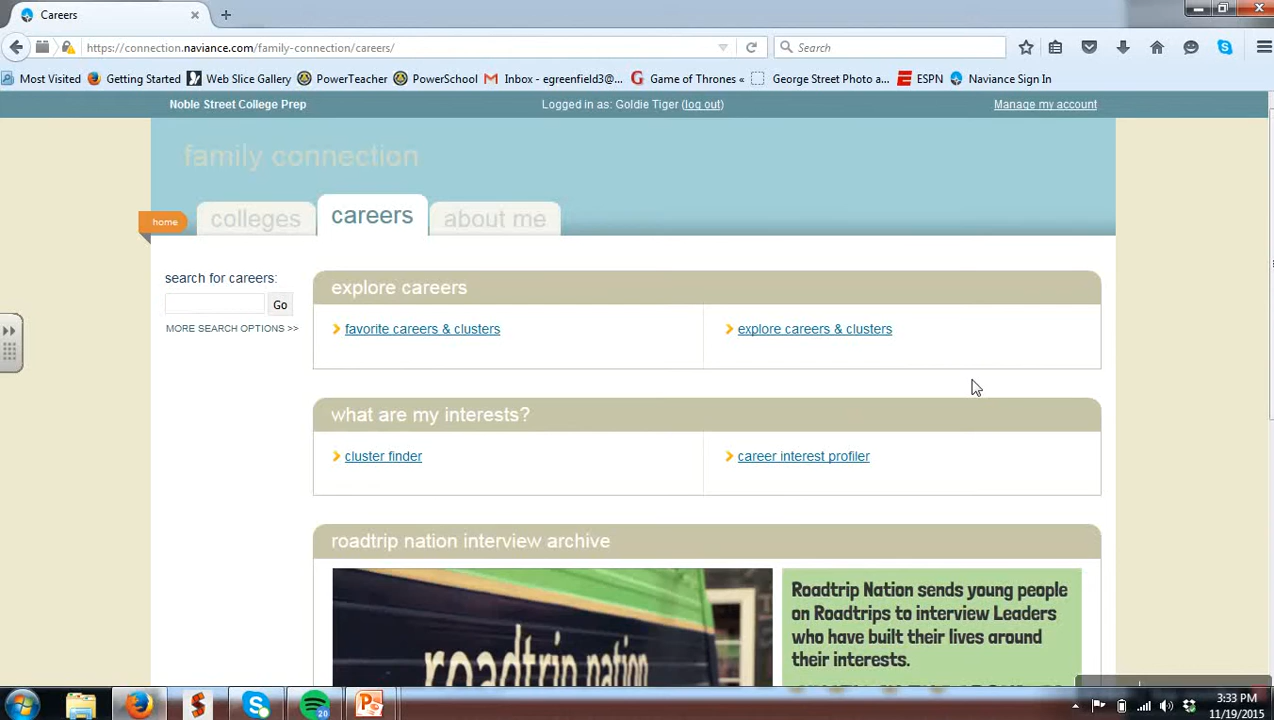 Careers
https://connection.naviance.com/family-connection/careers/
Search
Most Visited Getting Started Web Slice Gallery PowerTeacher PowerSchool Inbox - egreenfield3@... Game of Thrones « George Street Photo a... ESPN Naviance Sign In
Noble Street College Prep Logged in as: Goldie Tiger (log out) Manage my account
family connection
home colleges careers about me
search for careers:
Go
MORE SEARCH OPTIONS >>
explore careers
favorite careers & clusters explore careers & clusters
what are my interests?
cluster finder career interest profiler
roadtrip nation interview archive
roadtrip nation
Roadtrip Nation sends young people
on Roadtrips to interview Leaders
who have built their lives around
their interests.
20
3:33 PM
11/19/2015